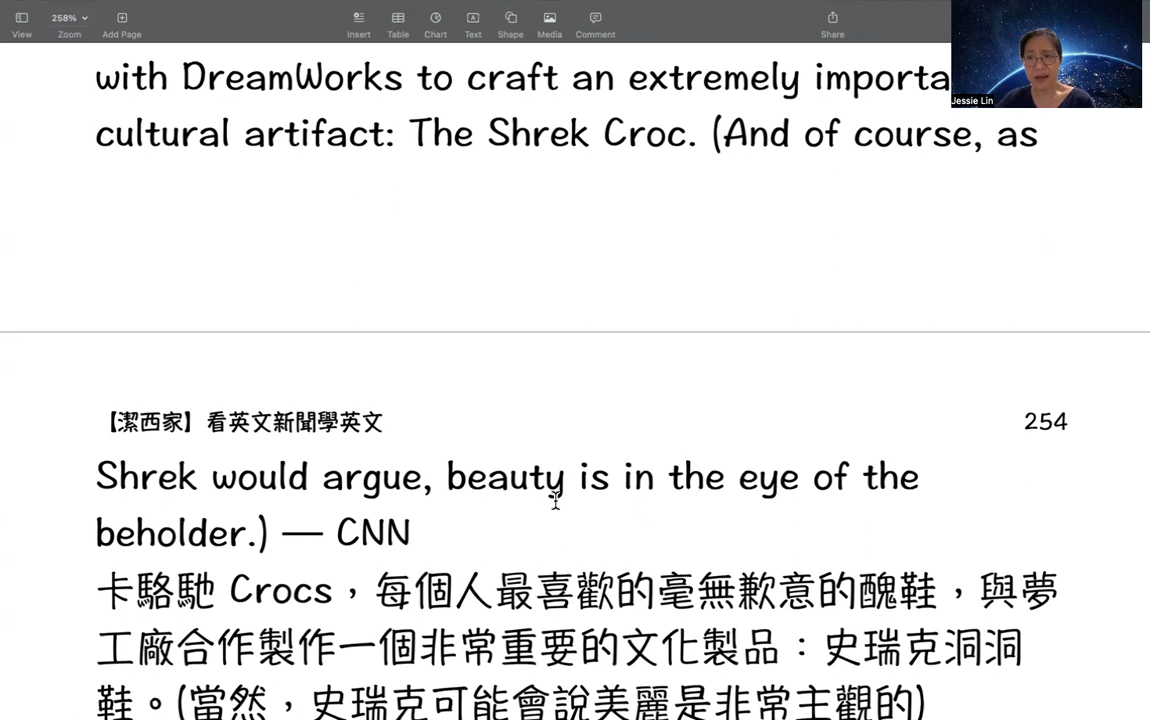 258%
View
Zoom
Add Page
Insert
Table
Chart
Text
Shape
Media
Comment
Share
Jessie Lin
with DreamWorks to craft an extremely importa
cultural artifact: The Shrek Croc. (And of course, as
【潔西家】看英文新聞學英文
254
Shrek would argue, beauty is in the eye of the
beholder.) — CNN
卡駱馳 Crocs，每個人最喜歡的毫無歉意的醜鞋，與夢
工廠合作製作一個非常重要的文化製品：史瑞克洞洞
鞋。(當然，史瑞克可能會說美麗是非常主觀的)